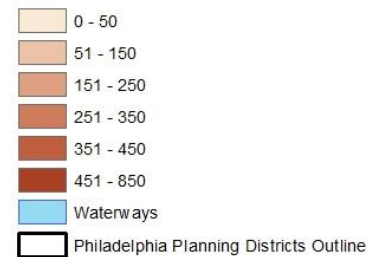 0 - 50
51 - 150
151 - 250
251 - 350
351 - 450
451 - 850
Waterways
Philadelphia Planning Districts Outline